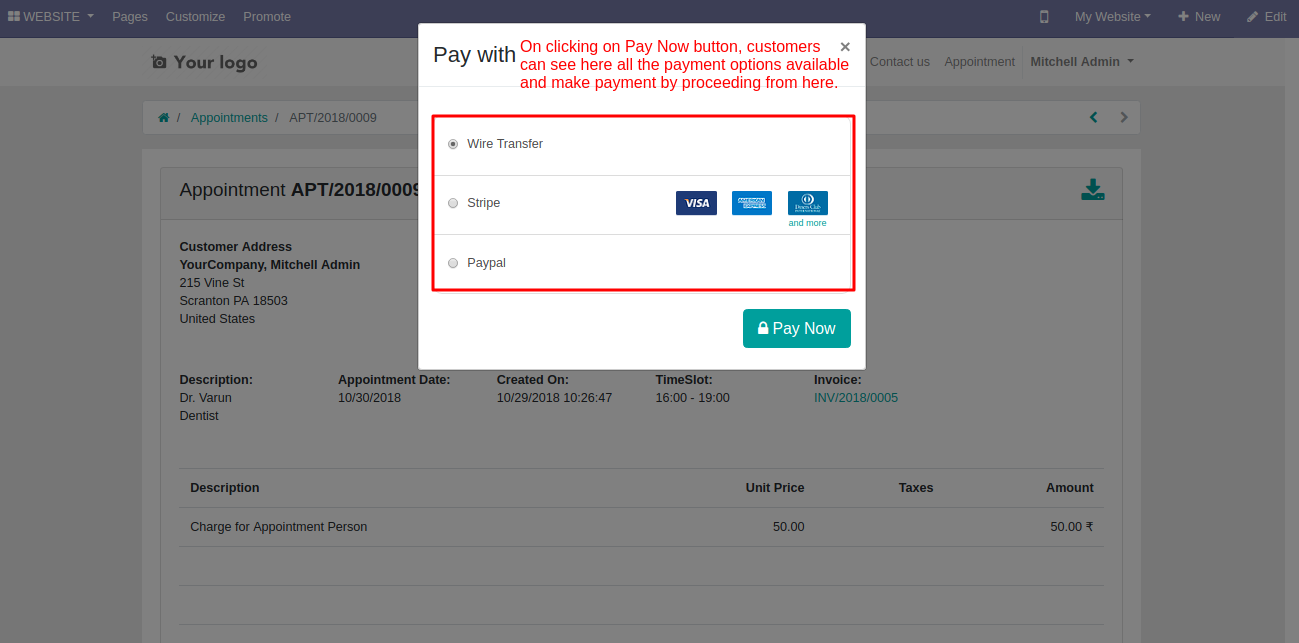 WEBSITE Pages Customize Promote My Website New Edit
Your logo Contact us Appointment Mitchell Admin
Pay with
On clicking on Pay Now button, customers
can see here all the payment options available
and make payment by proceeding from here.
×
/ Appointments / APT/2018/0009
Wire Transfer
Stripe VISA AMERICAN EXPRESS Diners Club
and more
Paypal
Pay Now
Appointment APT/2018/0009
Customer Address
YourCompany, Mitchell Admin
215 Vine St
Scranton PA 18503
United States
Description: Appointment Date: Created On: TimeSlot: Invoice:
Dr. Varun 10/30/2018 10/29/2018 10:26:47 16:00 - 19:00 INV/2018/0005
Dentist
Description Unit Price Taxes Amount
Charge for Appointment Person 50.00 50.00 ₹